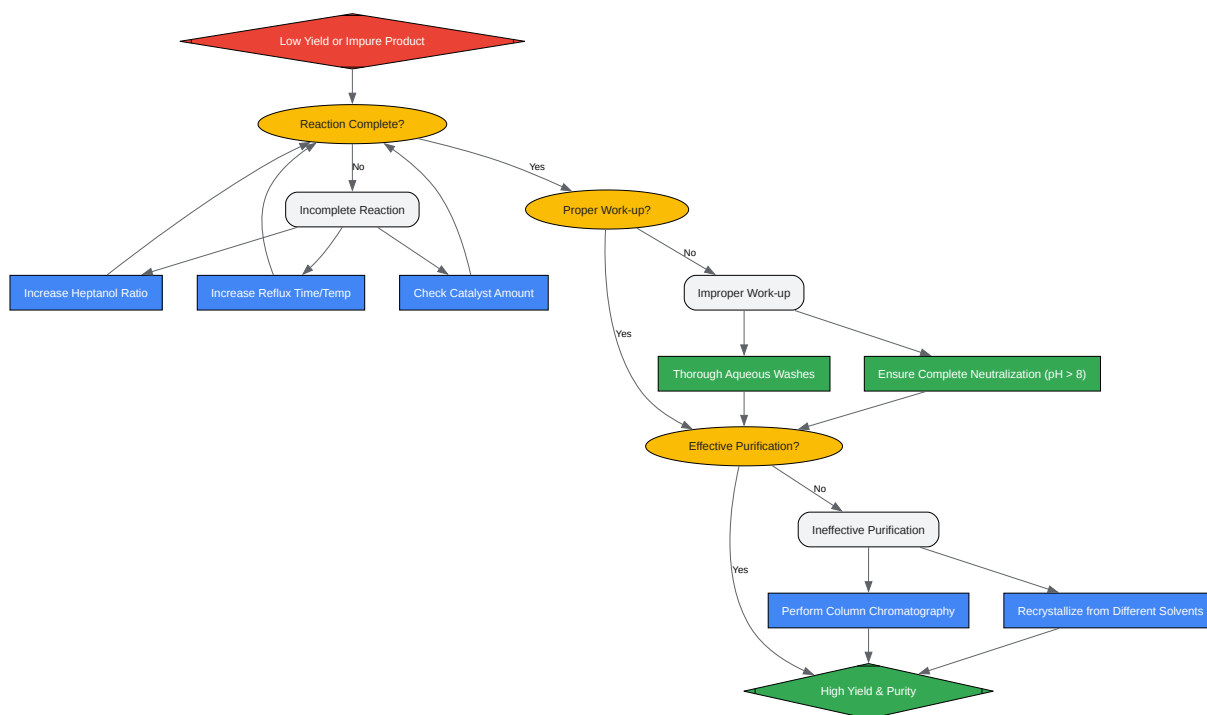 Low Yield or Impure Product
Reaction Complete?
No
Yes
Incomplete Reaction
Proper Work-up?
No
Increase Heptanol Ratio
Increase Reflux Time/Temp
Check Catalyst Amount
Improper Work-up
Yes
Thorough Aqueous Washes
Ensure Complete Neutralization (pH > 8)
Effective Purification?
No
Ineffective Purification
Yes
Perform Column Chromatography
Recrystallize from Different Solvents
High Yield & Purity